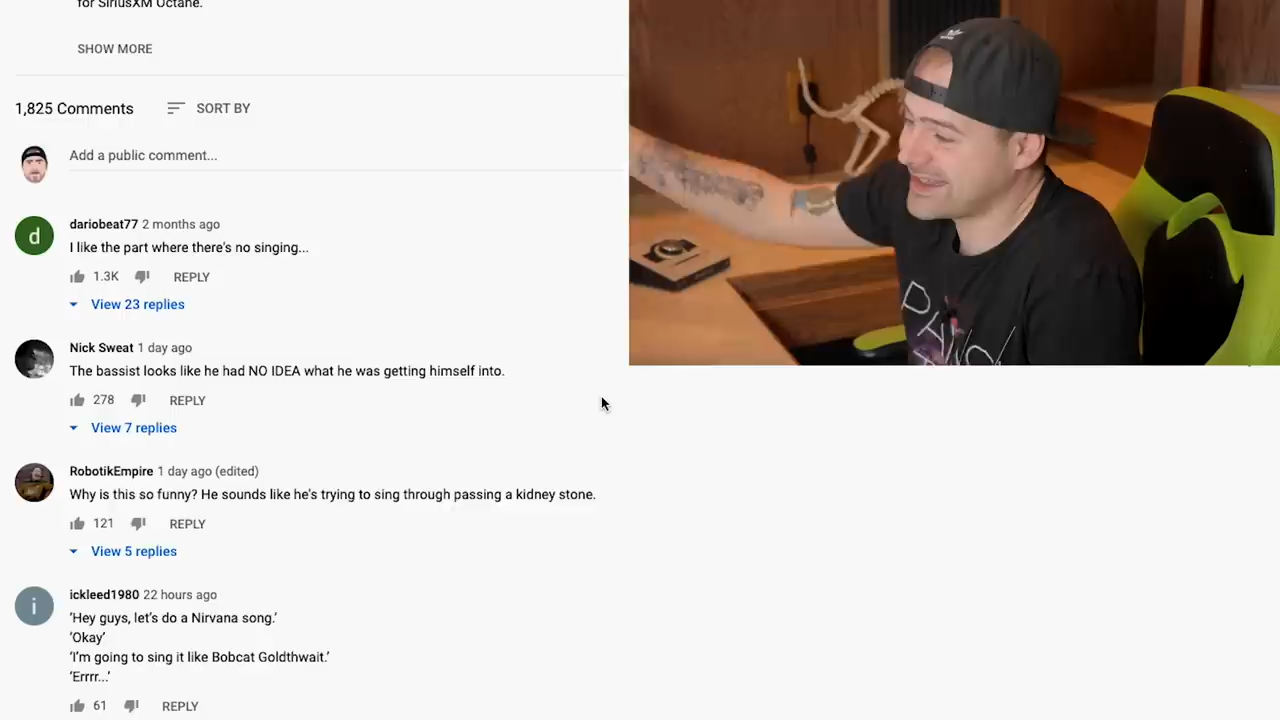 for SiriusXM Octane.
SHOW MORE
1,825 Comments SORT BY
Add a public comment...
d
dariobeat77 2 months ago
I like the part where there's no singing...
1.3K REPLY
View 23 replies
Nick Sweat 1 day ago
The bassist looks like he had NO IDEA what he was getting himself into.
278 REPLY
View 7 replies
RobotikEmpire 1 day ago (edited)
Why is this so funny? He sounds like he's trying to sing through passing a kidney stone.
121 REPLY
View 5 replies
i
ickleed1980 22 hours ago
'Hey guys, let's do a Nirvana song.'
'Okay'
'I'm going to sing it like Bobcat Goldthwait.'
'Errrr...'
61 REPLY